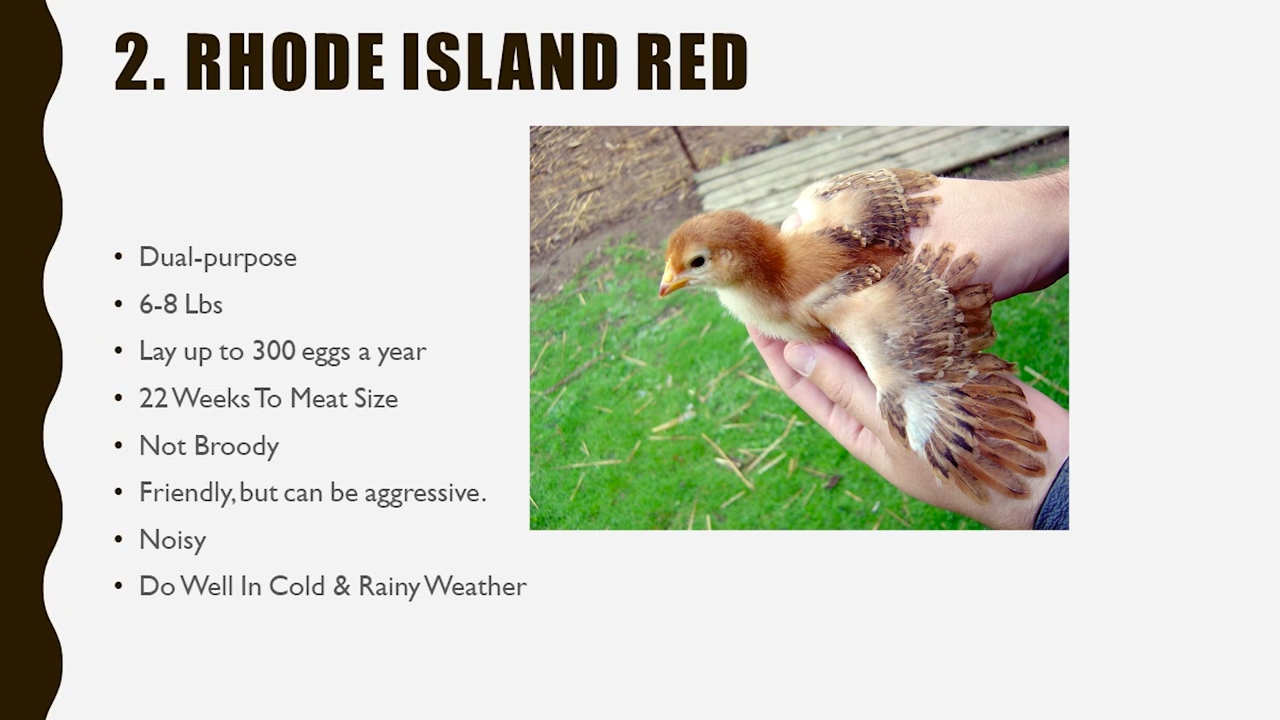 2. RHODE ISLAND RED
• Dual-purpose
• 6-8 Lbs
• Lay up to 300 eggs a year
• 22 Weeks To Meat Size
• Not Broody
• Friendly, but can be aggressive.
• Noisy
• Do Well In Cold & Rainy Weather